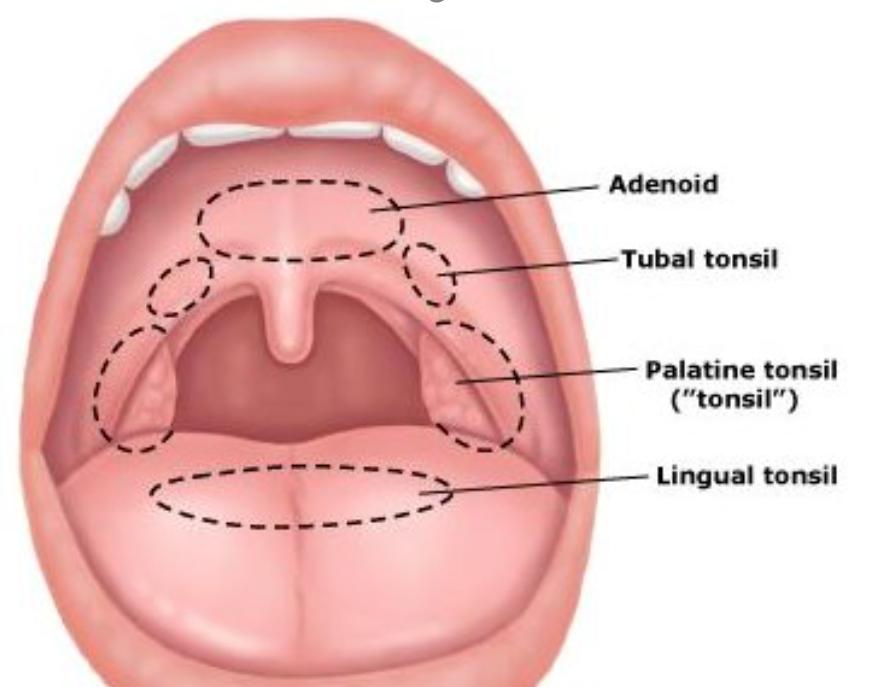 Adenoid
Tubal tonsil
Palatine tonsil
("tonsil")
Lingual tonsil